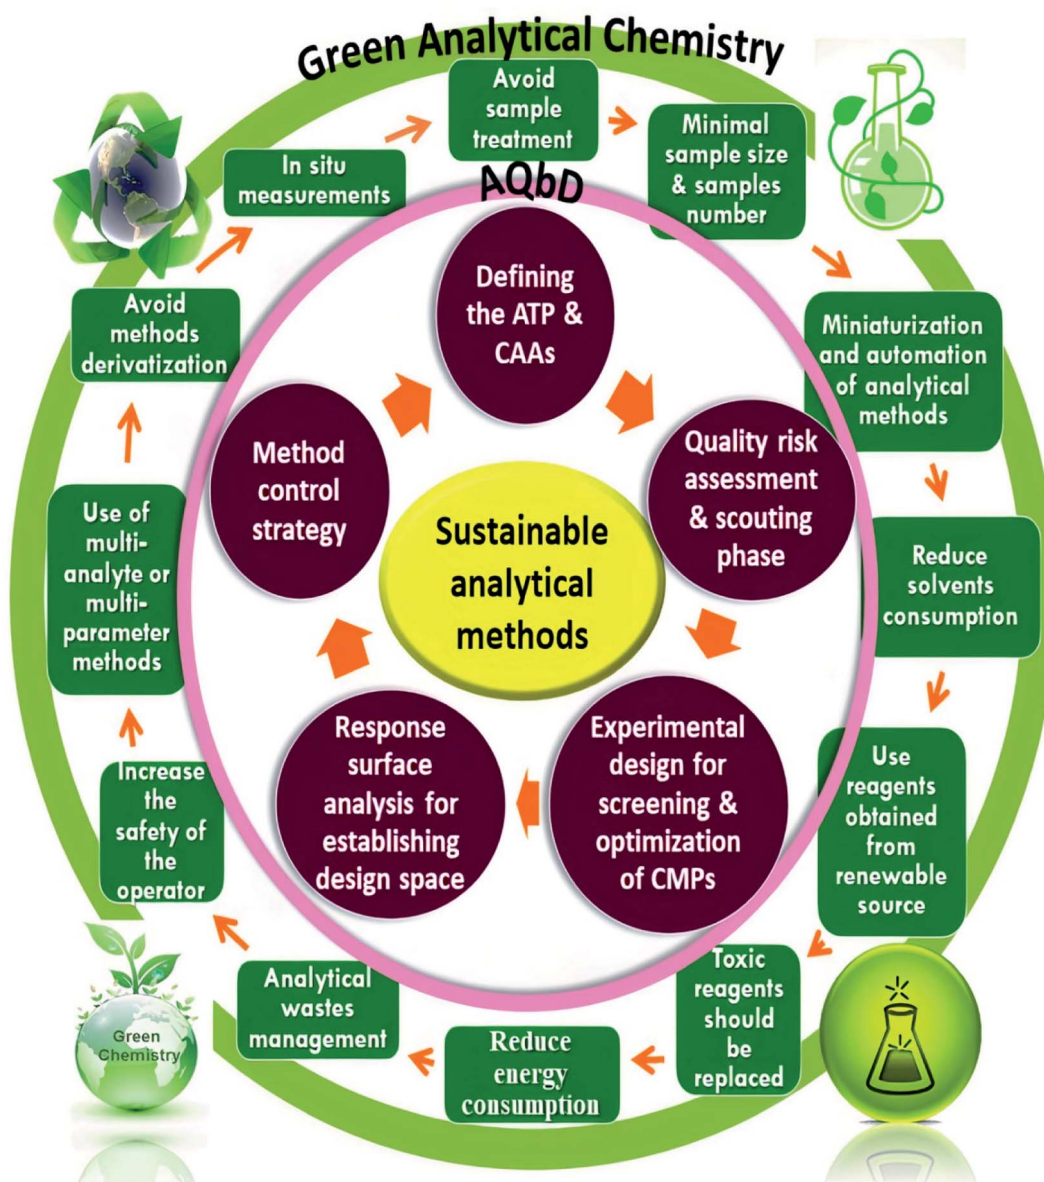 Green Analytical Chemistry
Avoid
sample
treatment
Minimal
sample size
& samples
number
Miniaturization
and automation
of analytical
methods
Reduce
solvents
consumption
Use
reagents
obtained
from
renewable
source
Toxic
reagents
should
be
replaced
Reduce
energy
consumption
Analytical
wastes
management
Increase
the
safety of
the
operator
Use of
multi-
analyte or
multi-
parameter
methods
Avoid
methods
derivatization
In situ
measurements
AQbD
Defining
the ATP &
CAAs
Quality risk
assessment
& scouting
phase
Experimental
design for
screening &
optimization
of CMPs
Response
surface
analysis for
establishing
design space
Method
control
strategy
Sustainable
analytical
methods
Green
Chemistry